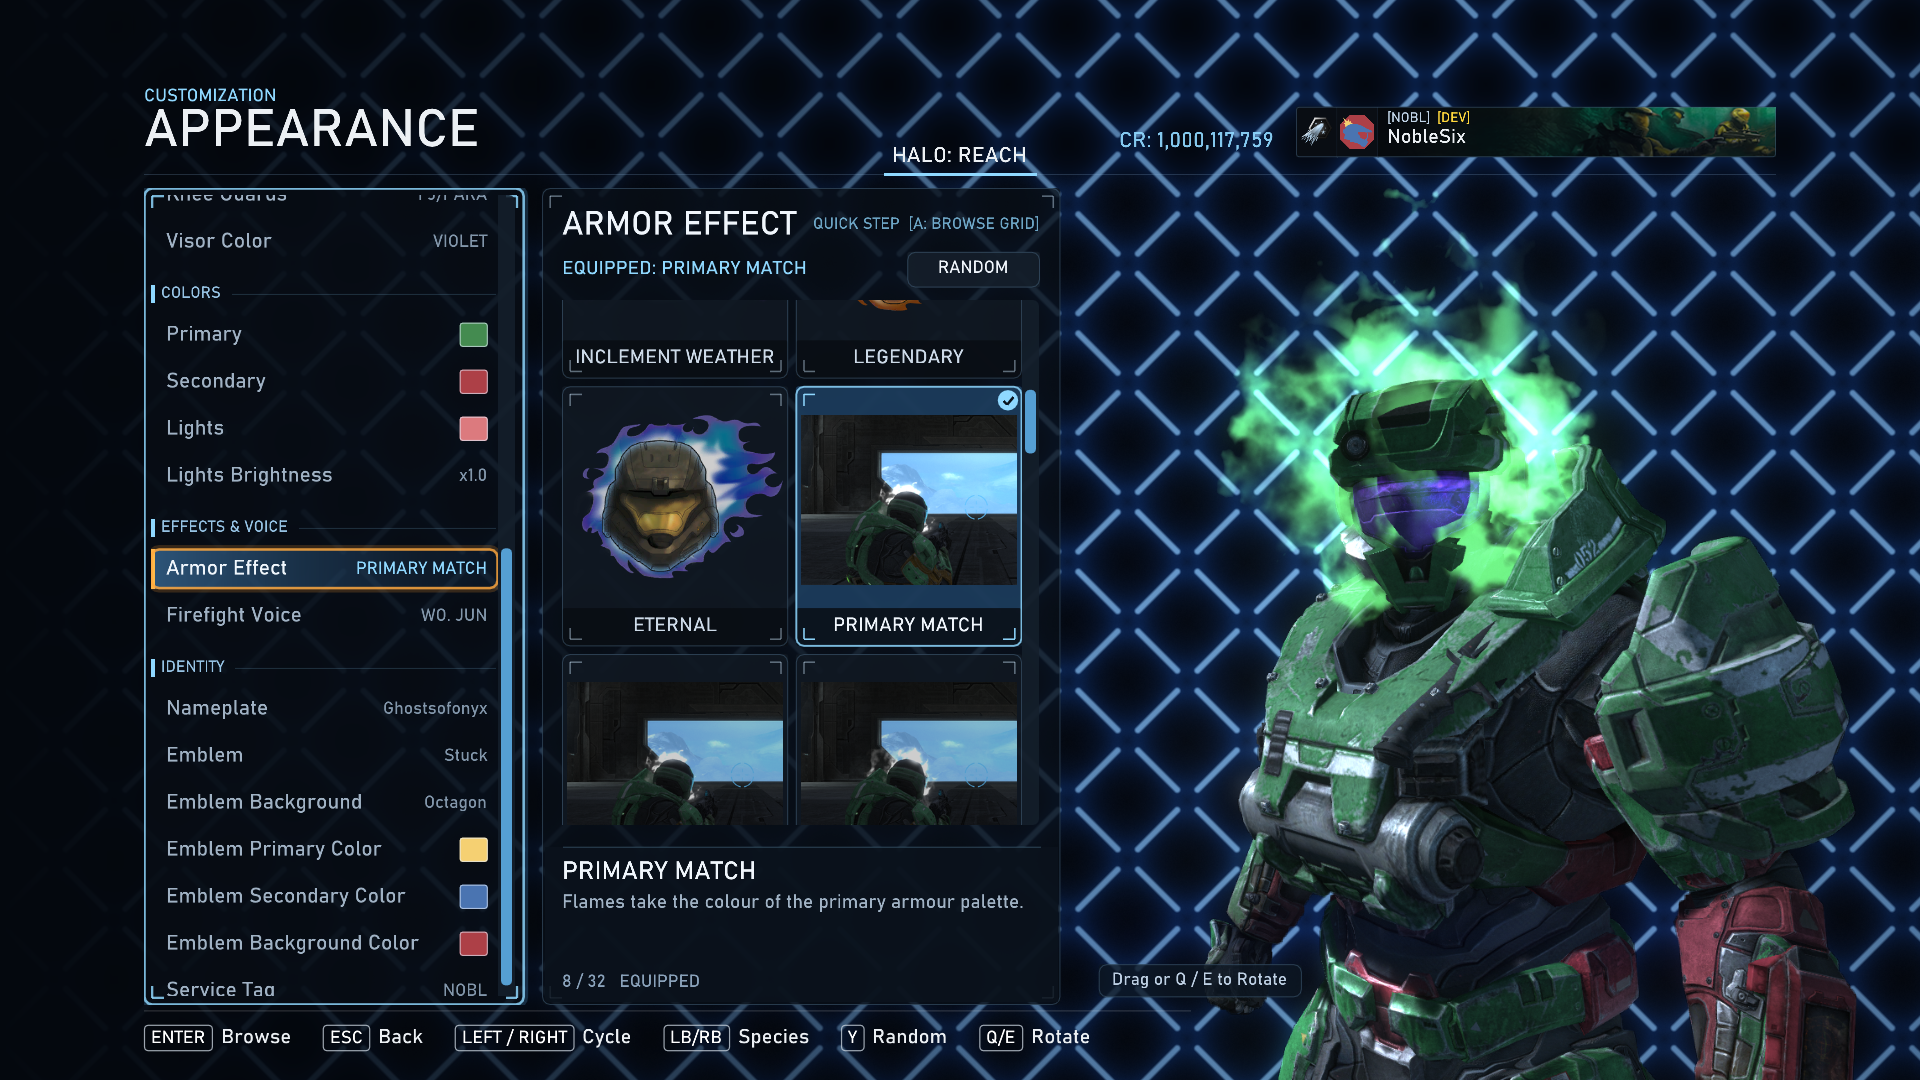 CUSTOMIZATION
APPEARANCE
HALO: REACH
CR: 1,000,117,759
[NOBL] [DEV]
NobleSix
Knee Guards FJ/PARA
Visor Color VIOLET
COLORS
Primary
Secondary
Lights
Lights Brightness x1.0
EFFECTS & VOICE
Armor Effect PRIMARY MATCH
Firefight Voice WO. JUN
IDENTITY
Nameplate Ghostsofonyx
Emblem Stuck
Emblem Background Octagon
Emblem Primary Color
Emblem Secondary Color
Emblem Background Color
Service Tag NOBL
ARMOR EFFECT QUICK STEP [A: BROWSE GRID]
EQUIPPED: PRIMARY MATCH
RANDOM
INCLEMENT WEATHER
LEGENDARY
ETERNAL
PRIMARY MATCH
PRIMARY MATCH
Flames take the colour of the primary armour palette.
8 / 32 EQUIPPED
052
Drag or Q / E to Rotate
ENTER Browse ESC Back LEFT / RIGHT Cycle LB/RB Species Y Random Q/E Rotate